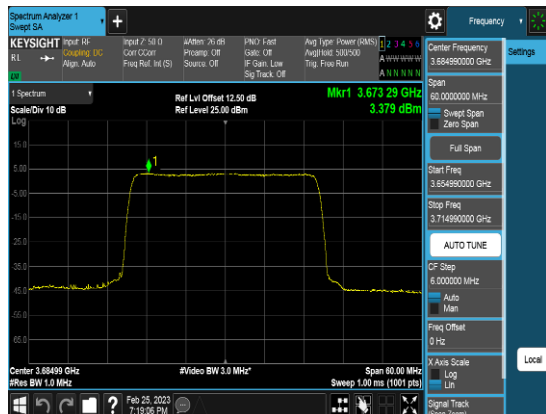 Spectrum Analyzer 1
Swept SA
+
Frequency
KEYSIGHT
RL
Input: RF
Coupling: DC
Align: Auto
Input Z: 50 Ω
Corr CCorr
Freq Ref: Int (S)
#Atten: 26 dB
Preamp: Off
Source: Off
PNO: Fast
Gate: Off
IF Gain: Low
Sig Track: Off
Avg Type: Power (RMS)
Avg|Hold: 500/500
Trig: Free Run
1 2 3 4 5 6
A W W W W W
A N N N N N
1 Spectrum
Scale/Div 10 dB
Log
Ref Lvl Offset 12.50 dB
Ref Level 25.00 dBm
Mkr1 3.673 29 GHz
3.379 dBm
15.0
5.00
-5.00
-15.0
-25.0
-35.0
-45.0
-55.0
-65.0
1
Center 3.68499 GHz
#Res BW 1.0 MHz
#Video BW 3.0 MHz*
Span 60.00 MHz
Sweep 1.00 ms (1001 pts)
?
Feb 25, 2023
7:19:06 PM
Center Frequency
3.684990000 GHz
Settings
Span
60.0000000 MHz
Swept Span
Zero Span
Full Span
Start Freq
3.654990000 GHz
Stop Freq
3.714990000 GHz
AUTO TUNE
CF Step
6.000000 MHz
Auto
Man
Freq Offset
0 Hz
X Axis Scale
Log
Lin
Local
Signal Track
(Span Zoom)